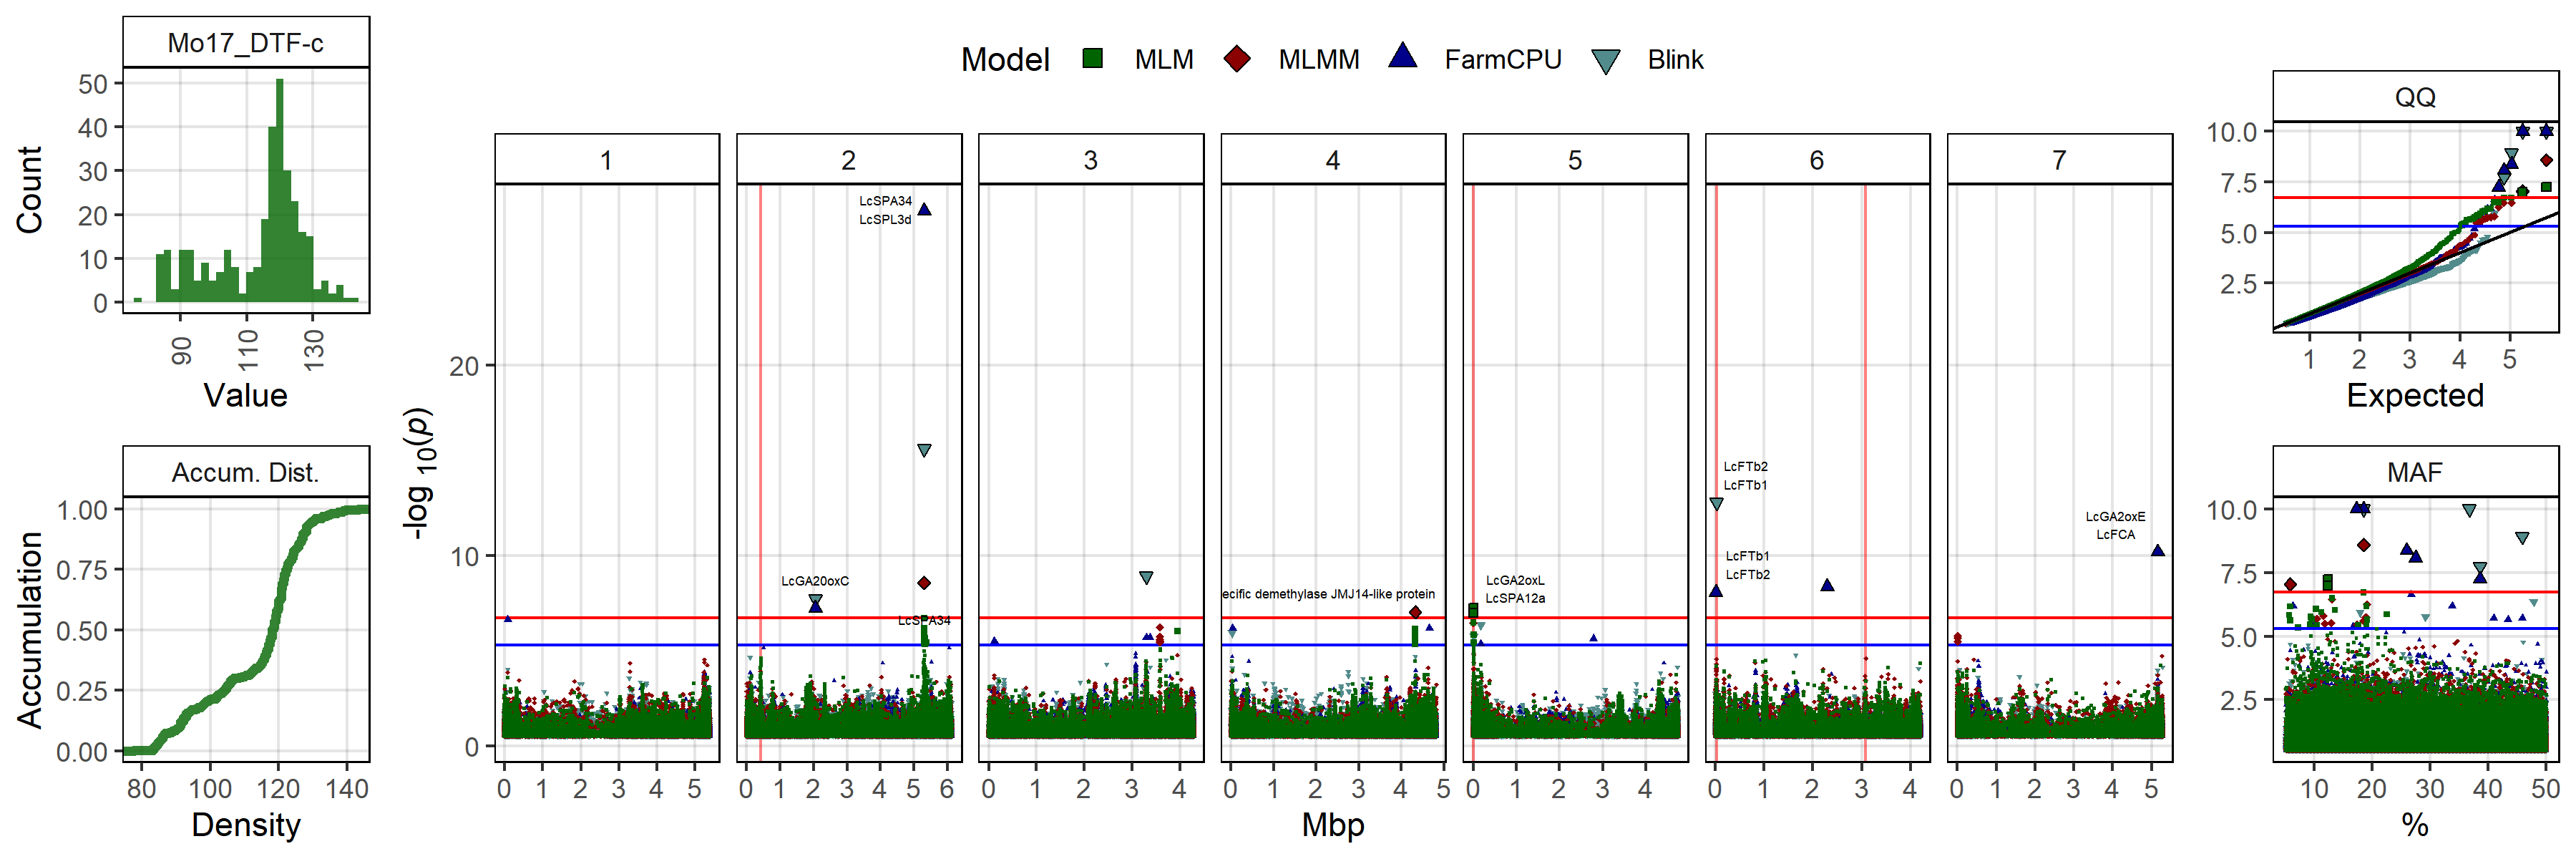 Mo17_DTF-c
Count
50
40
30
20
10
0
90
110
130
Value
Accum. Dist.
Accumulation
1.00
0.75
0.50
0.25
0.00
80 100 120 140
Density
Model MLM MLMM FarmCPU Blink
-log 10(p)
20
10
0
1 2 3 4 5 6 7
LcSPA34
LcSPL3d
LcGA20oxC
LcSPA34
ecific demethylase JMJ14-like protein
LcGA2oxL
LcSPA12a
LcFTb2
LcFTb1
LcFTb1
LcFTb2
LcGA2oxE
LcFCA
0 1 2 3 4 5
0 1 2 3 4 5 6
0 1 2 3 4
0 1 2 3 4 5
0 1 2 3 4
0 1 2 3 4
0 1 2 3 4 5
Mbp
QQ
10.0
7.5
5.0
2.5
1 2 3 4 5
Expected
MAF
10.0
7.5
5.0
2.5
10 20 30 40 50
%